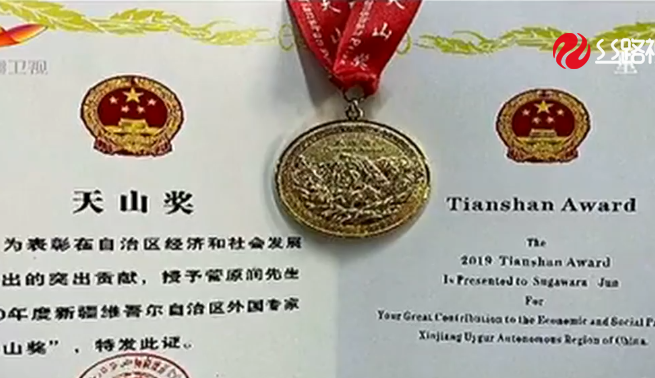 卫视
天山奖
为表彰在自治区经济和社会发展
出的突出贡献，授予菅原润先生
年度新疆维吾尔自治区外国专家
山奖”，特发此证。
天山奖
丝路视
Tianshan Award
The
2019 Tianshan Award
Is Presented to Sugawara Jun
For
Your Great Contribution to the Economic and Social P
Xinjiang Uygur Autonomous Region of China.